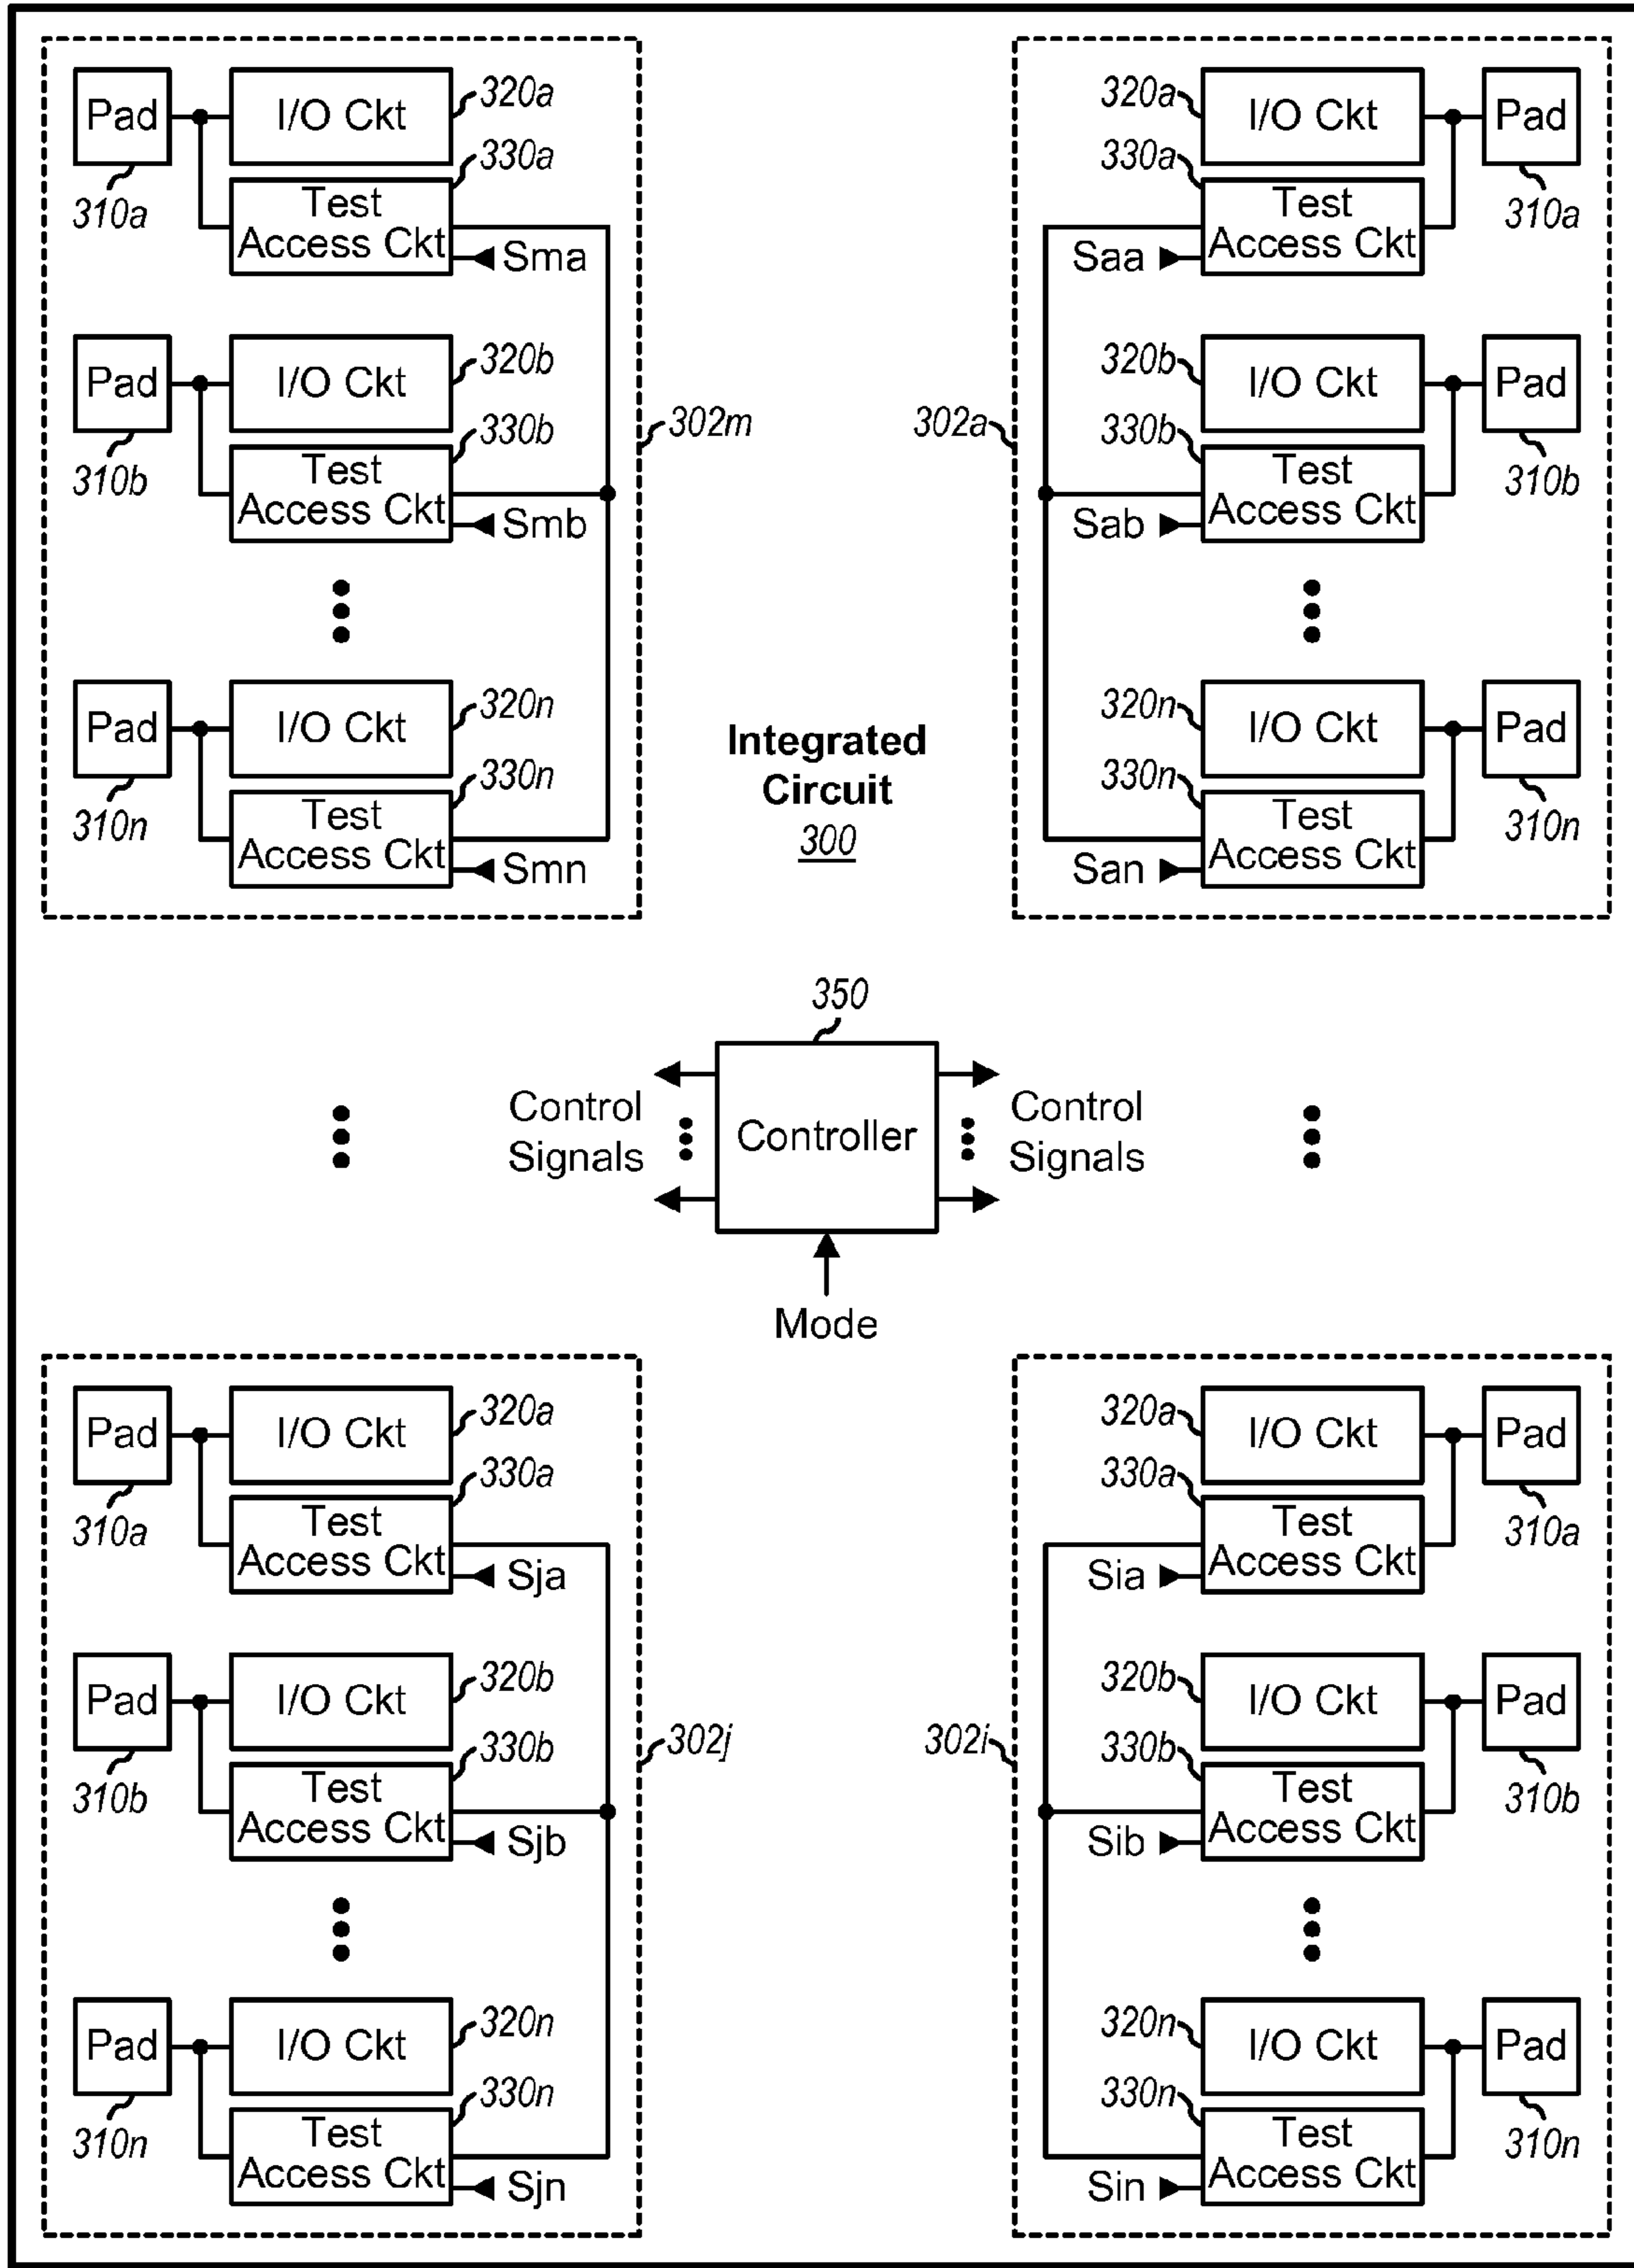 Pad
I/O Ckt
320a
310a
Test
Access Ckt
330a
Sma
Pad
I/O Ckt
320b
310b
Test
Access Ckt
330b
Smb
Pad
I/O Ckt
320n
310n
Test
Access Ckt
330n
Smn
302m
320a
I/O Ckt
Pad
330a
Test
Access Ckt
310a
Saa
320b
I/O Ckt
Pad
330b
Test
Access Ckt
310b
Sab
320n
I/O Ckt
Pad
330n
Test
Access Ckt
310n
San
302a
Integrated
Circuit
300
350
Control
Signals
Controller
Control
Signals
Mode
Pad
I/O Ckt
320a
310a
Test
Access Ckt
330a
Sja
Pad
I/O Ckt
320b
310b
Test
Access Ckt
330b
Sjb
Pad
I/O Ckt
320n
310n
Test
Access Ckt
330n
Sjn
302j
320a
I/O Ckt
Pad
330a
Test
Access Ckt
310a
Sia
320b
I/O Ckt
Pad
330b
Test
Access Ckt
310b
Sib
320n
I/O Ckt
Pad
330n
Test
Access Ckt
310n
Sin
302i